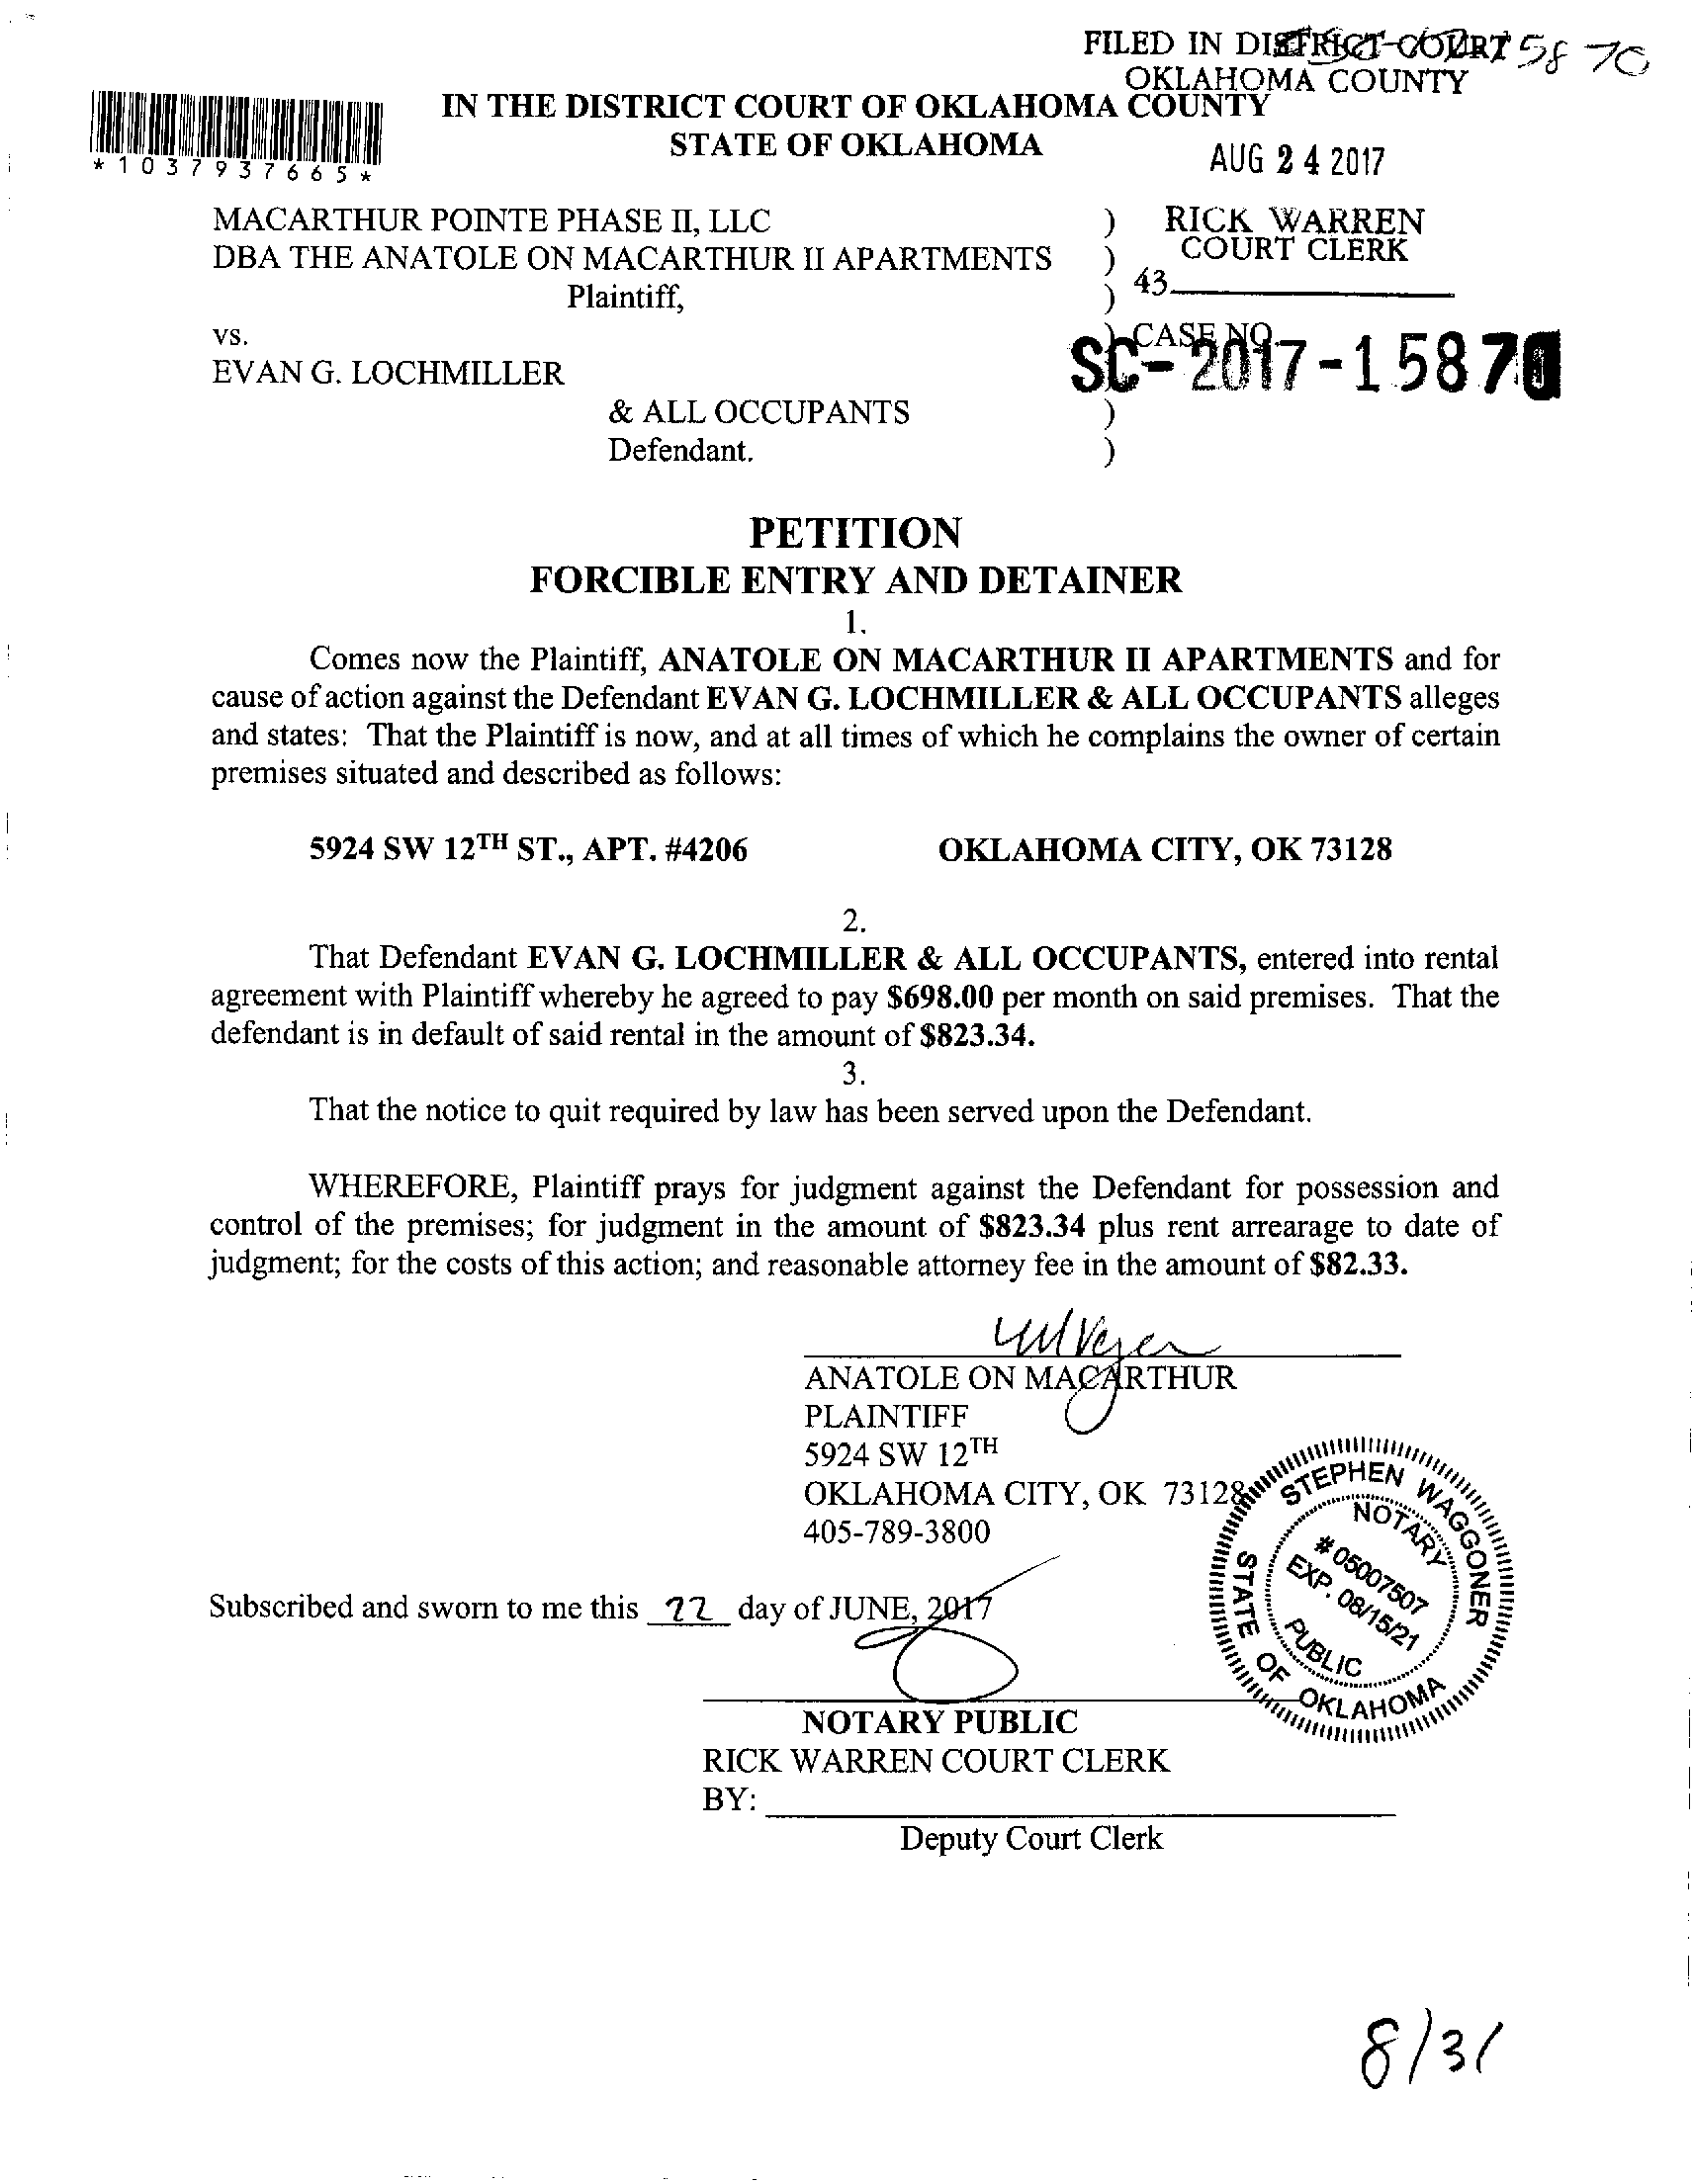 FILED IN DISTRICT COURT
OKLAHOMA COUNTY
5870
IN THE DISTRICT COURT OF OKLAHOMA COUNTY
STATE OF OKLAHOMA
AUG 24 2017
*1037937665*
MACARTHUR POINTE PHASE II, LLC )
DBA THE ANATOLE ON MACARTHUR II APARTMENTS )
Plaintiff, )
RICK WARREN
COURT CLERK
43
vs. ) CASE NO.
SC-2017-15870
EVAN G. LOCHMILLER
& ALL OCCUPANTS )
Defendant. )
PETITION
FORCIBLE ENTRY AND DETAINER
1.
Comes now the Plaintiff, ANATOLE ON MACARTHUR II APARTMENTS and for
cause of action against the Defendant EVAN G. LOCHMILLER & ALL OCCUPANTS alleges
and states: That the Plaintiff is now, and at all times of which he complains the owner of certain
premises situated and described as follows:
5924 SW 12TH ST., APT. #4206 OKLAHOMA CITY, OK 73128
2.
That Defendant EVAN G. LOCHMILLER & ALL OCCUPANTS, entered into rental
agreement with Plaintiff whereby he agreed to pay $698.00 per month on said premises. That the
defendant is in default of said rental in the amount of $823.34.
3.
That the notice to quit required by law has been served upon the Defendant.
WHEREFORE, Plaintiff prays for judgment against the Defendant for possession and
control of the premises; for judgment in the amount of $823.34 plus rent arrearage to date of
judgment; for the costs of this action; and reasonable attorney fee in the amount of $82.33.
ANATOLE ON MACARTHUR
PLAINTIFF
5924 SW 12TH
OKLAHOMA CITY, OK 73128
405-789-3800
STEPHEN WAGGONER
NOTARY
# 05007507
EXP. 08/15/21
PUBLIC
STATE OF OKLAHOMA
Subscribed and sworn to me this 22 day of JUNE, 2017
NOTARY PUBLIC
RICK WARREN COURT CLERK
BY:
Deputy Court Clerk
8/31